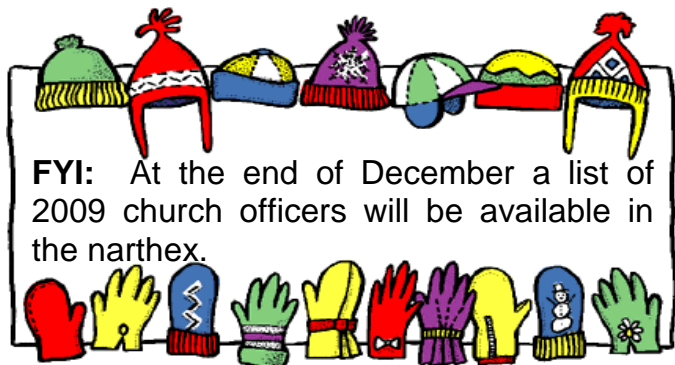 FYI: At the end of December a list of
2009 church officers will be available in
the narthex.